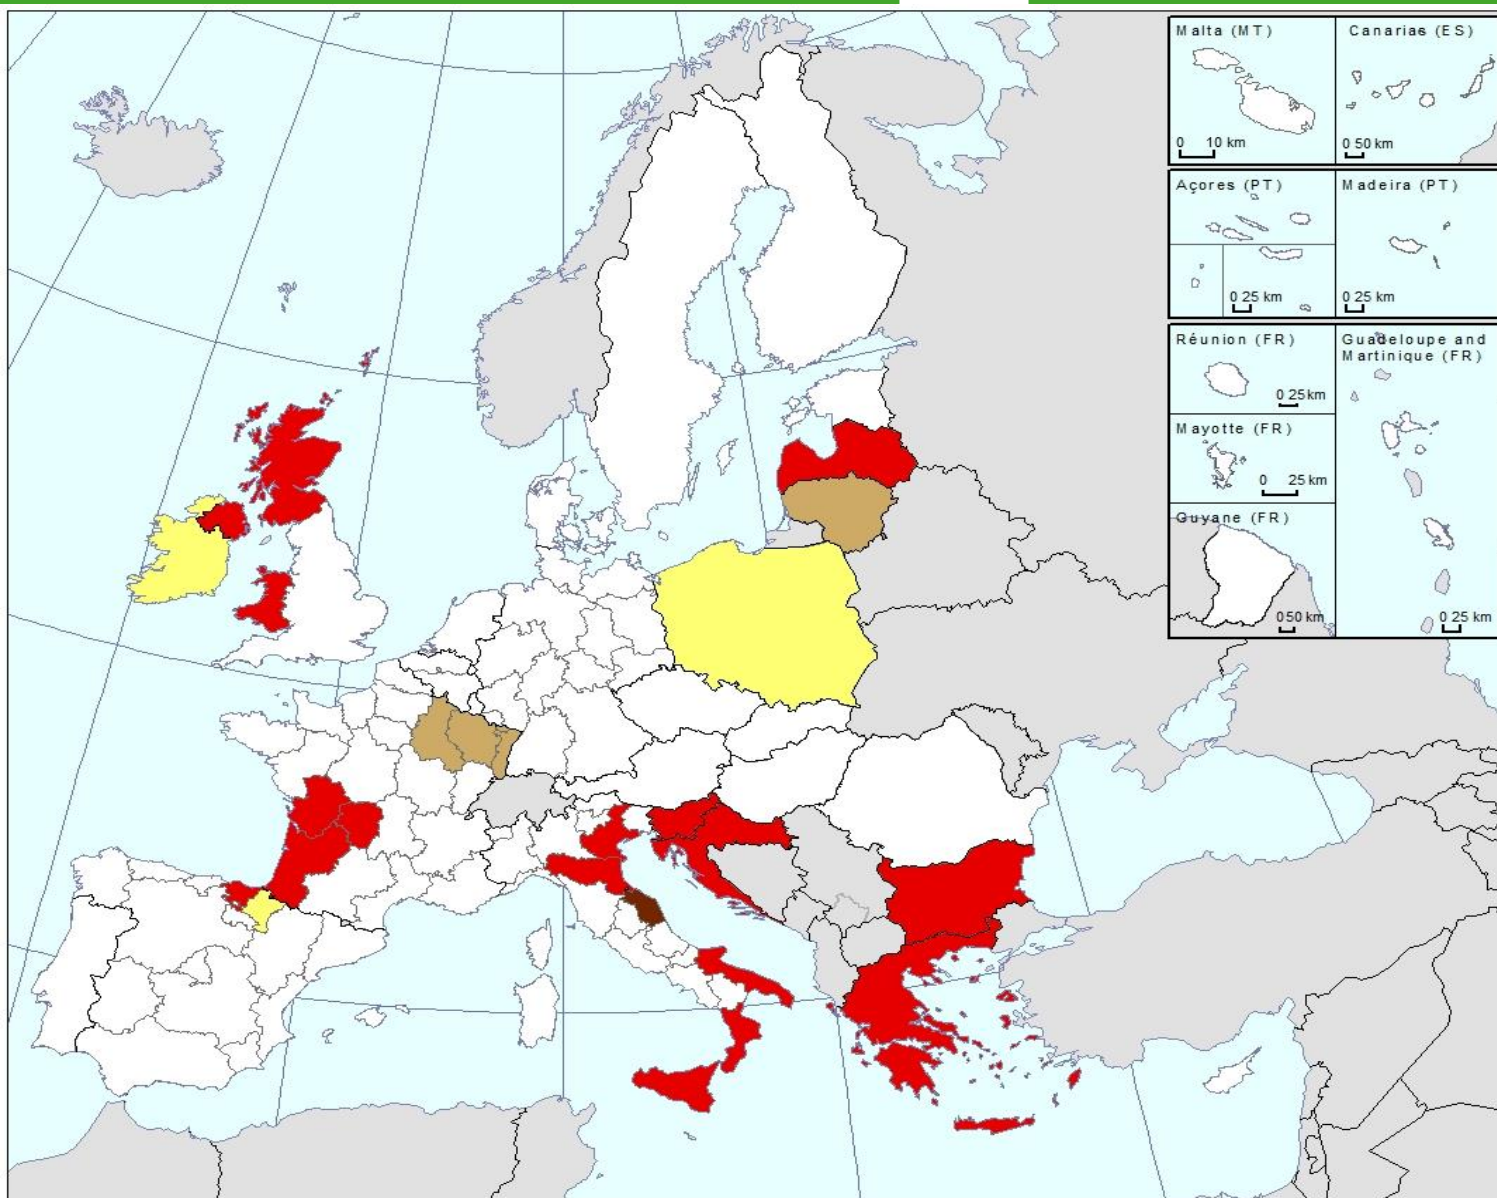 Malta (MT)
0 10 km
Canarias (ES)
0 50 km
Açores (PT)
0 25 km
Madeira (PT)
0 25 km
Réunion (FR)
0 25 km
Guadeloupe and
Martinique (FR)
0 25 km
Mayotte (FR)
0 25 km
Guyane (FR)
0 50 km